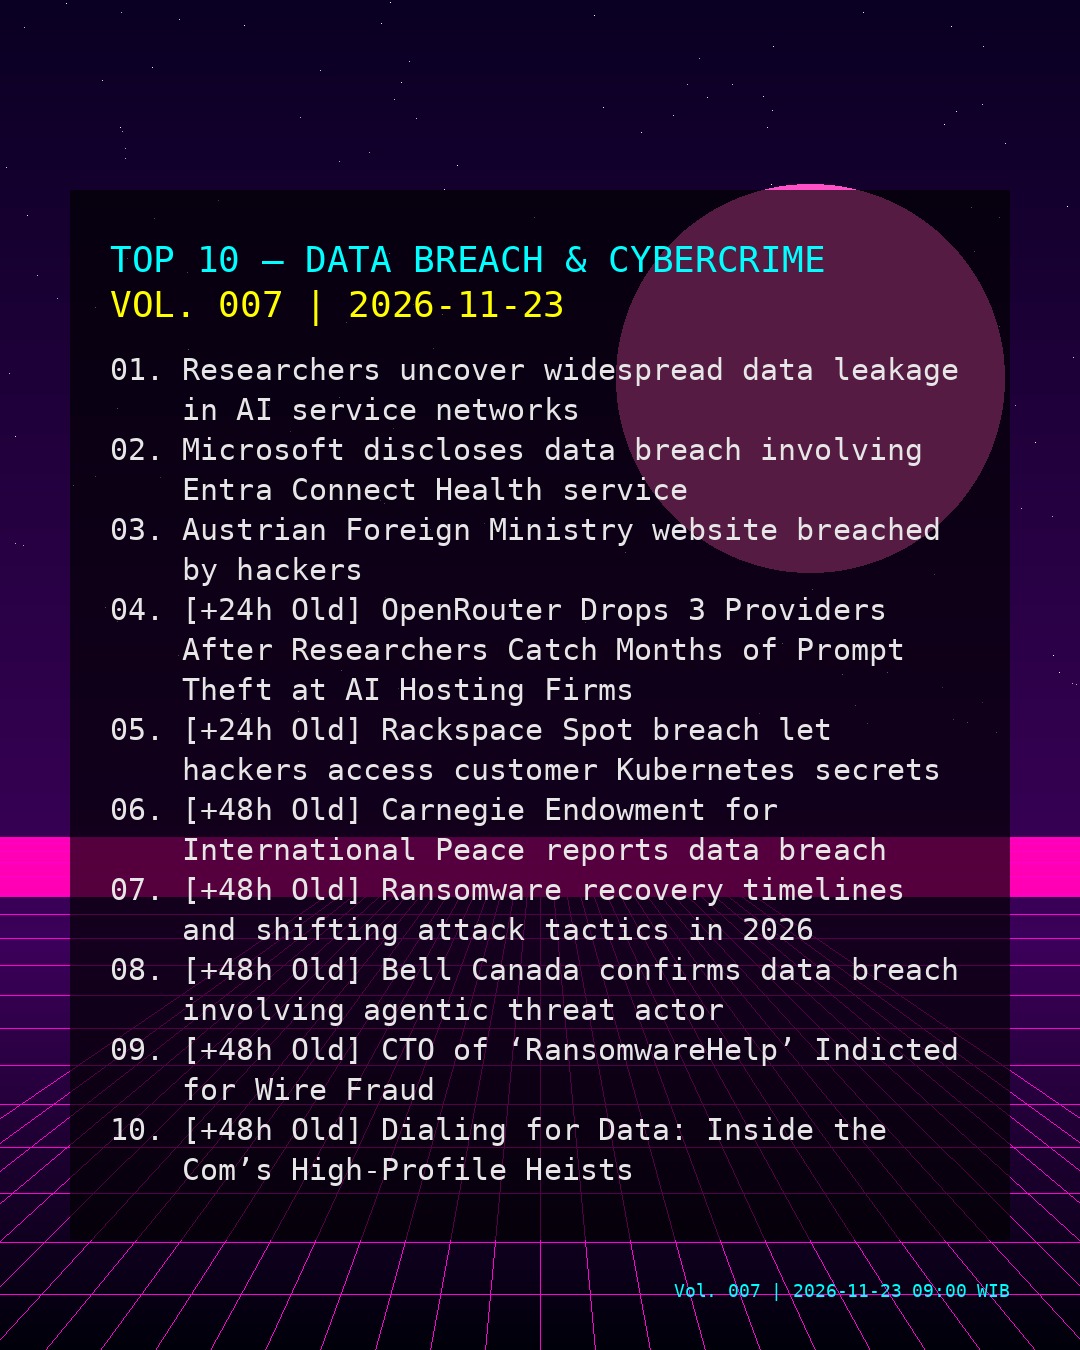 TOP 10 — DATA BREACH & CYBERCRIME
VOL. 007 | 2026-11-23
01. Researchers uncover widespread data leakage
in AI service networks
02. Microsoft discloses data breach involving
Entra Connect Health service
03. Austrian Foreign Ministry website breached
by hackers
04. [+24h Old] OpenRouter Drops 3 Providers
After Researchers Catch Months of Prompt
Theft at AI Hosting Firms
05. [+24h Old] Rackspace Spot breach let
hackers access customer Kubernetes secrets
06. [+48h Old] Carnegie Endowment for
International Peace reports data breach
07. [+48h Old] Ransomware recovery timelines
and shifting attack tactics in 2026
08. [+48h Old] Bell Canada confirms data breach
involving agentic threat actor
09. [+48h Old] CTO of ‘RansomwareHelp’ Indicted
for Wire Fraud
10. [+48h Old] Dialing for Data: Inside the
Com’s High-Profile Heists
Vol. 007 | 2026-11-23 09:00 WIB